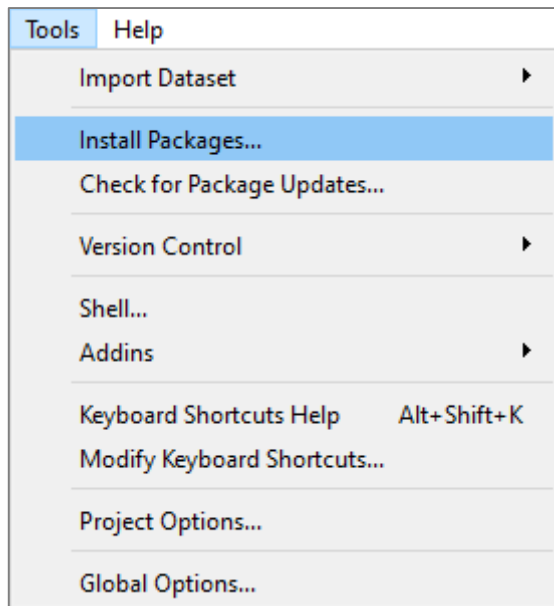 Tools Help
Import Dataset
Install Packages...
Check for Package Updates...
Version Control
Shell...
Addins
Keyboard Shortcuts Help Alt+Shift+K
Modify Keyboard Shortcuts...
Project Options...
Global Options...